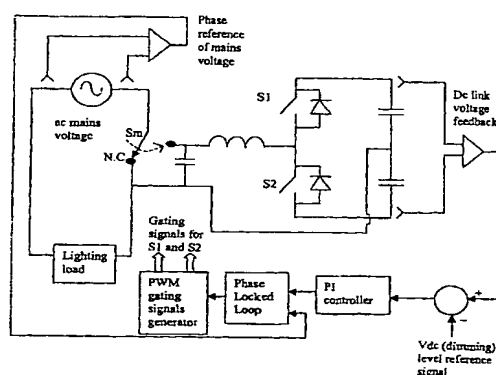 Phase
reference
of mains
voltage
ac mains
voltage
Sm
N.C
S1
S2
Dc link
voltage
feedback
Gating
signals for
S1 and S2
Lighting
load
PWM
gating
signals
generator
Phase
Locked
Loop
PI
controller
+
−
Vdc (dimming)
level reference
signal